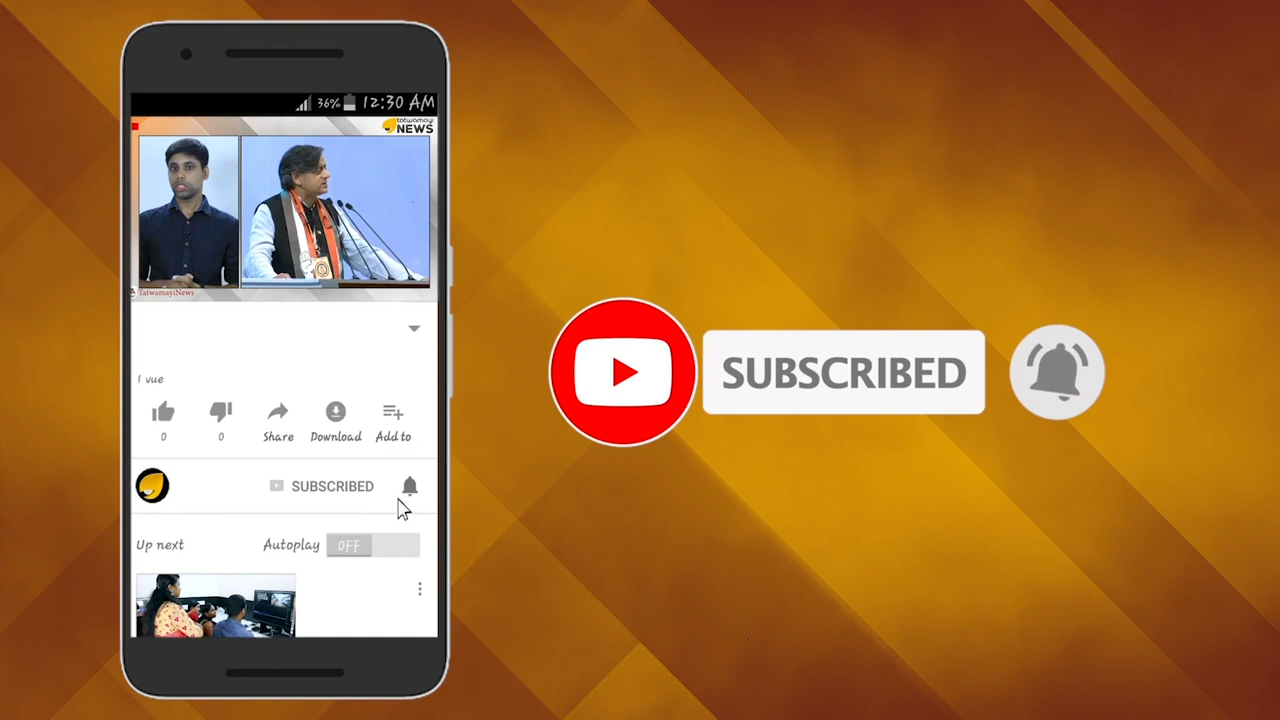 36% 12:30 AM
tatwamayi
NEWS
TatwamayiNews
1 vue
0
0
Share
Download
Add to
SUBSCRIBED
Up next
Autoplay
OFF
SUBSCRIBED